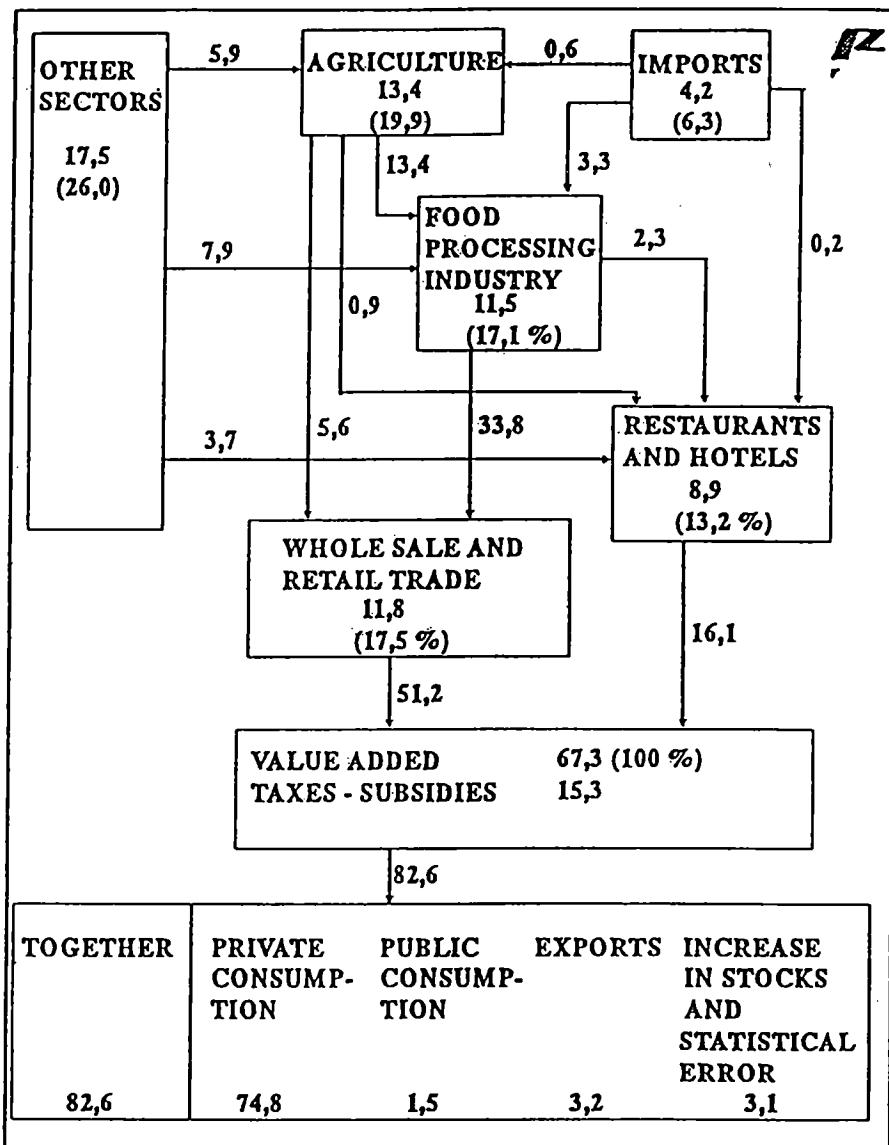 OTHER
SECTORS
17,5
(26,0)
5,9
AGRICULTURE
13,4
(19,9)
0,6
IMPORTS
4,2
(6,3)
13,4
3,3
FOOD
PROCESSING
INDUSTRY
11,5
(17,1 %)
7,9
0,9
2,3
0,2
3,7
5,6
33,8
RESTAURANTS
AND HOTELS
8,9
(13,2 %)
WHOLE SALE AND
RETAIL TRADE
11,8
(17,5 %)
16,1
51,2
VALUE ADDED 67,3 (100 %)
TAXES - SUBSIDIES 15,3
82,6
TOGETHER
82,6
PRIVATE
CONSUMP-
TION
74,8
PUBLIC
CONSUMP-
TION
1,5
EXPORTS
3,2
INCREASE
IN STOCKS
AND
STATISTICAL
ERROR
3,1